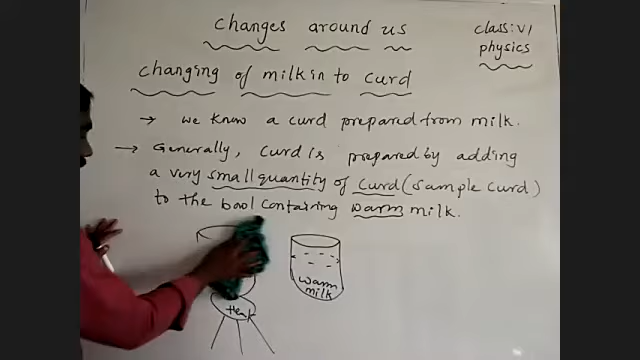 changes around us
class: VI
physics
changing of milk in to curd
→ we know a curd prepared from milk.
→ Generally, curd is prepared by adding
a very small quantity of curd (sample curd)
to the bool containing warm milk.
warm
milk
Heat